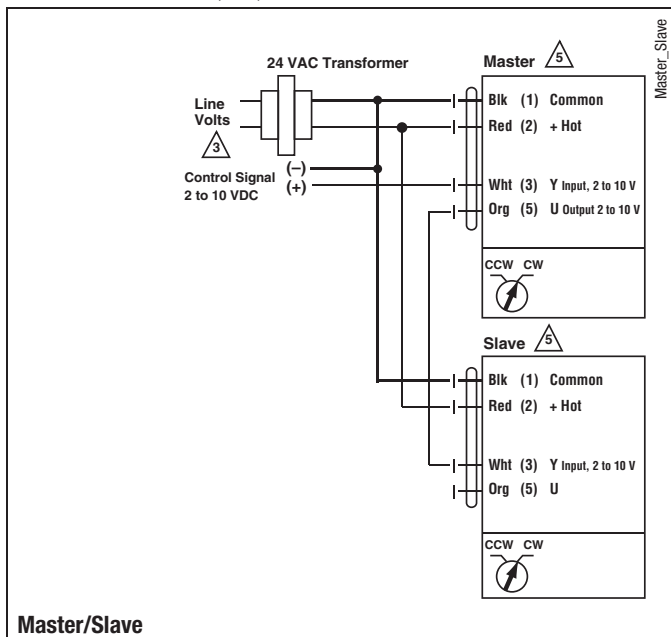 Master_Slave
24 VAC Transformer
Line
Volts
3
Control Signal
2 to 10 VDC
(–)
(+)
Master 5
Blk (1) Common
Red (2) + Hot
Wht (3) Y Input, 2 to 10 V
Org (5) U Output 2 to 10 V
CCW CW
Slave 5
Blk (1) Common
Red (2) + Hot
Wht (3) Y Input, 2 to 10 V
Org (5) U
CCW CW
Master/Slave